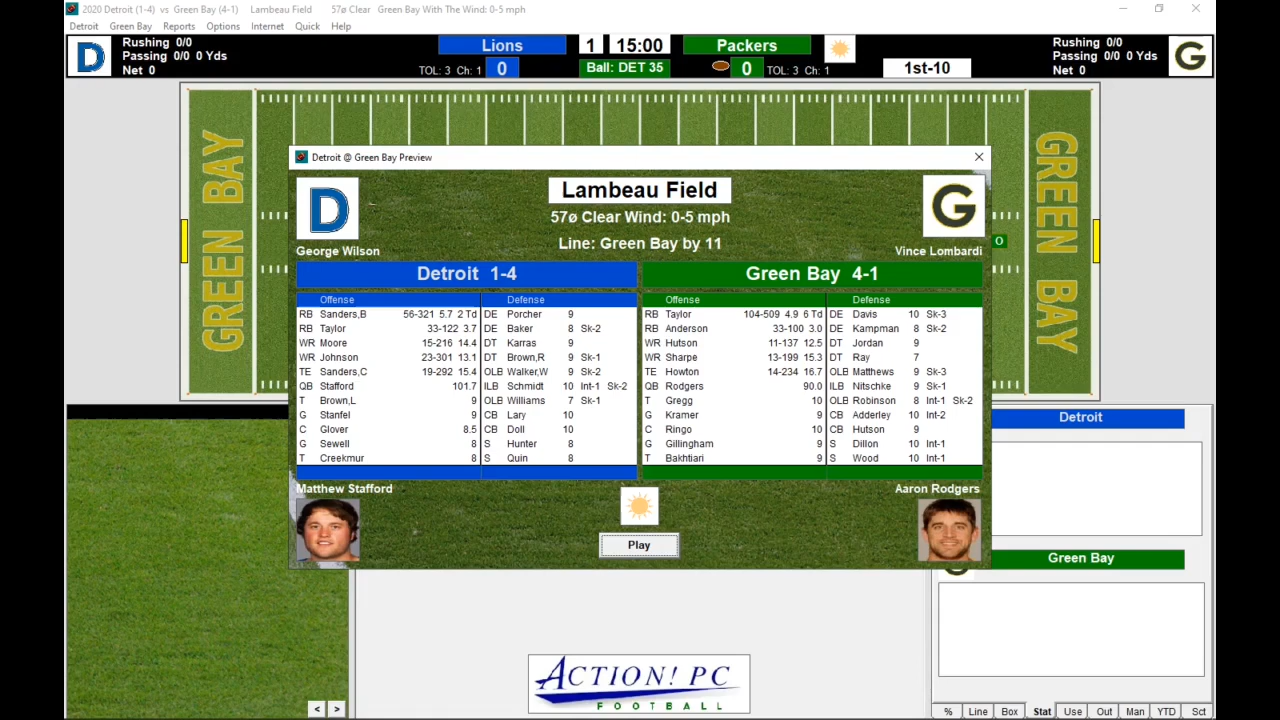 2020 Detroit (1-4) vs Green Bay (4-1) Lambeau Field 57ø Clear Green Bay With The Wind: 0-5 mph
Detroit Green Bay Reports Options Internet Quick Help
D
Rushing 0/0
Passing 0/0 0 Yds
Net 0
Lions 1 15:00 Packers
TOL: 3 Ch: 1 0 Ball: DET 35 0 TOL: 3 Ch: 1
1st-10
Rushing 0/0
Passing 0/0 0 Yds
Net 0
G
GREEN BAY
GREEN BAY
O
Detroit @ Green Bay Preview
D
Lambeau Field
G
57ø Clear Wind: 0-5 mph
Line: Green Bay by 11
George Wilson
Vince Lombardi
Detroit 1-4
Green Bay 4-1
Offense Defense Offense Defense
RB Sanders,B 56-321 5.7 2 Td DE Porcher 9 RB Taylor 104-509 4.9 6 Td DE Davis 10 Sk-3
RB Taylor 33-122 3.7 DE Baker 8 Sk-2 RB Anderson 33-100 3.0 DE Kampman 8 Sk-2
WR Moore 15-216 14.4 DT Karras 9 WR Hutson 11-137 12.5 DT Jordan 9
WR Johnson 23-301 13.1 DT Brown,R 9 Sk-1 WR Sharpe 13-199 15.3 DT Ray 7
TE Sanders,C 19-292 15.4 OLB Walker,W 9 Sk-2 TE Howton 14-234 16.7 OLB Matthews 9 Sk-3
QB Stafford 101.7 ILB Schmidt 10 Int-1 Sk-2 QB Rodgers 90.0 ILB Nitschke 9 Sk-1
T Brown,L 9 OLB Williams 7 Sk-1 T Gregg 10 OLB Robinson 8 Int-1 Sk-2
G Stanfel 9 CB Lary 10 G Kramer 9 CB Adderley 10 Int-2
C Glover 8.5 CB Doll 10 C Ringo 10 CB Hutson 9
G Sewell 8 S Hunter 8 G Gillingham 9 S Dillon 10 Int-1
T Creekmur 8 S Quin 8 T Bakhtiari 9 S Wood 10 Int-1
Matthew Stafford
Aaron Rodgers
Play
Detroit
Green Bay
ACTION! PC
FOOTBALL
< >
% Line Box Stat Use Out Man YTD Sct